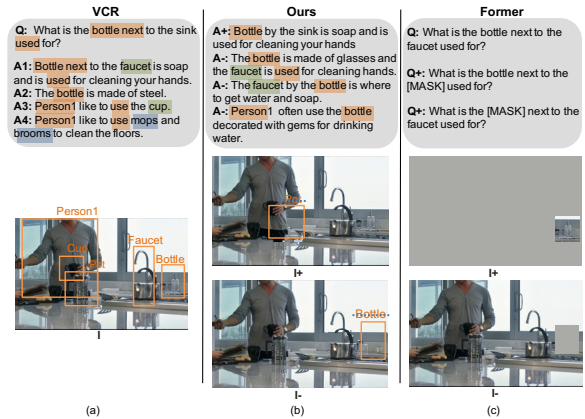 VCR
Q: What is the bottle next to the sink
used for?
A1: Bottle next to the faucet is soap
and is used for cleaning your hands.
A2: The bottle is made of steel.
A3: Person1 like to use the cup.
A4: Person1 like to use mops and
brooms to clean the floors.
Person1
Cup
Faucet
Bottle
I
(a)
Ours
A+: Bottle by the sink is soap and is
used for cleaning your hands
A-: The bottle is made of glasses and
the faucet is used for cleaning hands.
A-: The faucet by the bottle is where
to get water and soap.
A-: Person1 often use the bottle
decorated with gems for drinking
water.
I+
Bottle
I-
(b)
Former
Q: What is the bottle next to the
faucet used for?
Q+: What is the bottle next to the
[MASK] used for?
Q+: What is the [MASK] next to the
faucet used for?
I+
I-
(c)